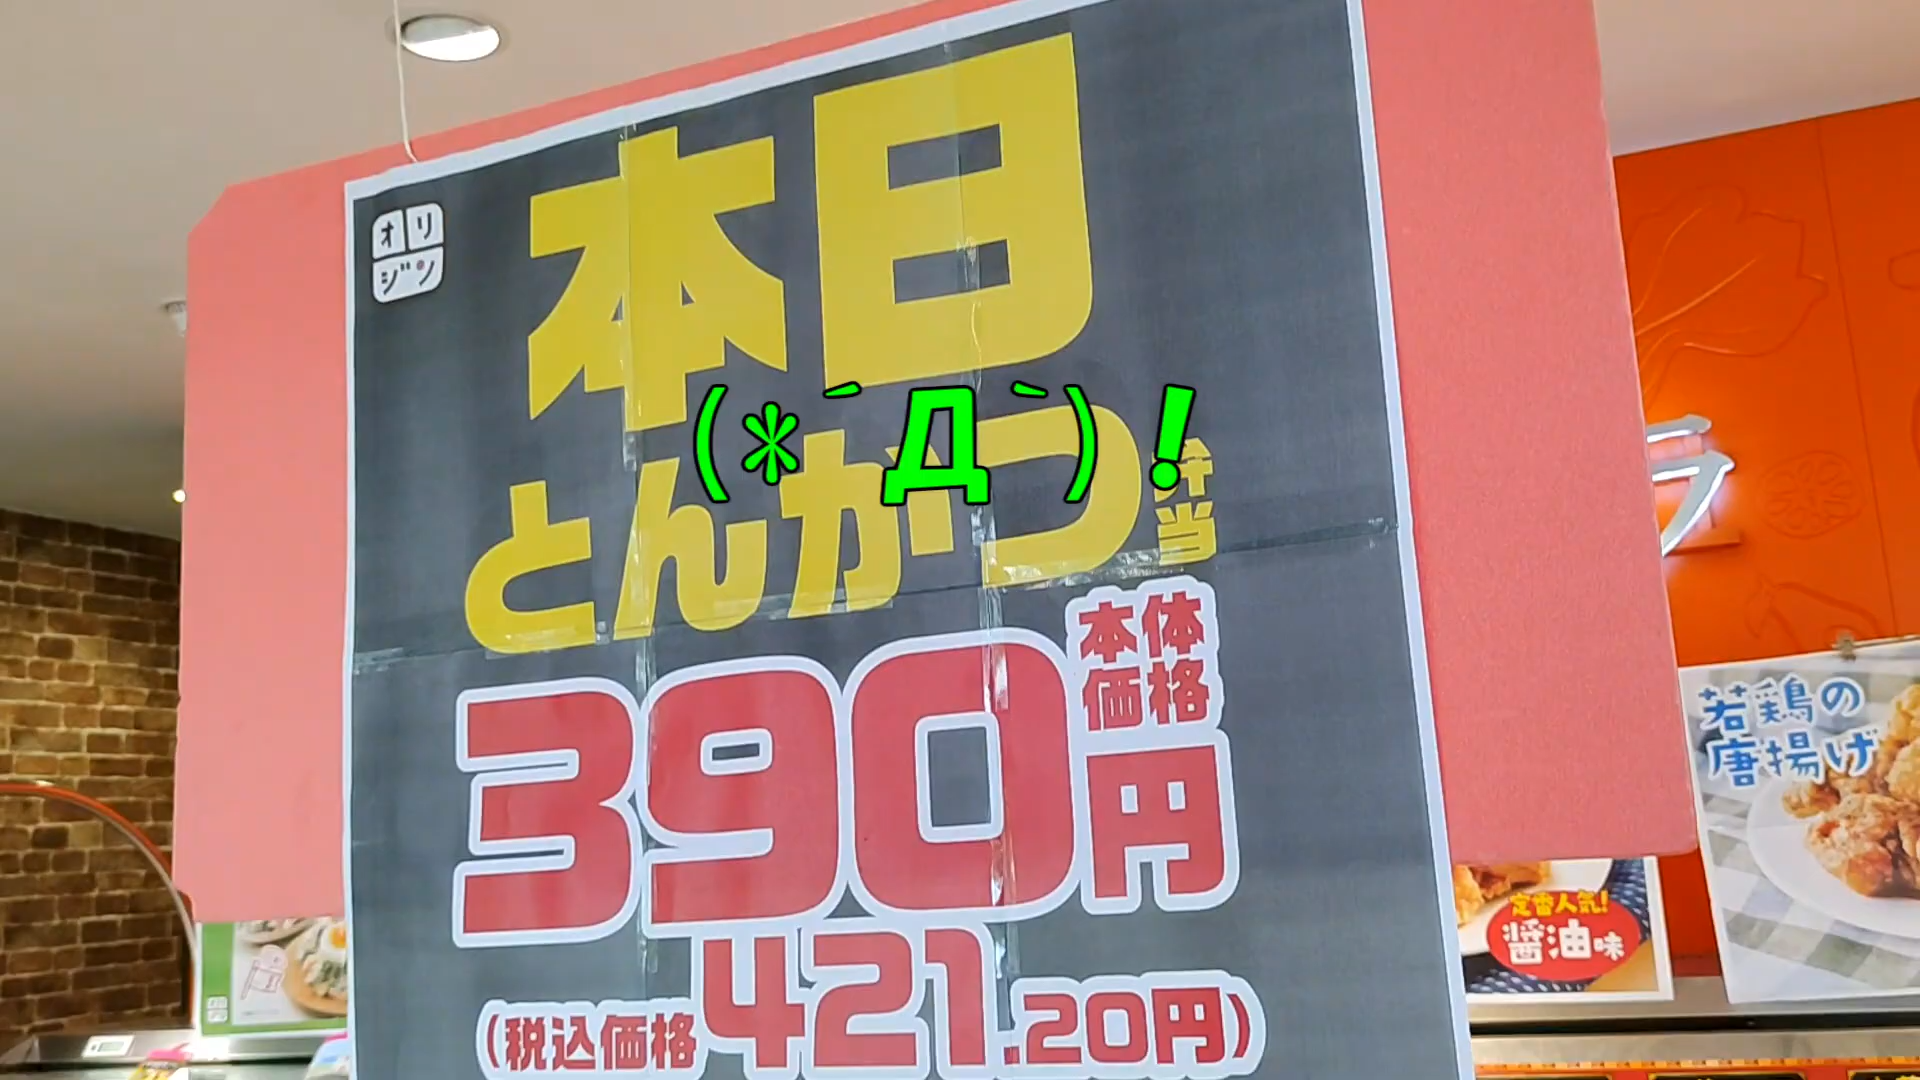 オリ
ジン
本日
(*´Д`)!
とんかつ弁当
390円
本体
価格
(税込価格421.20円)
ラ
若鶏の
唐揚げ
定番人気!
醤油味